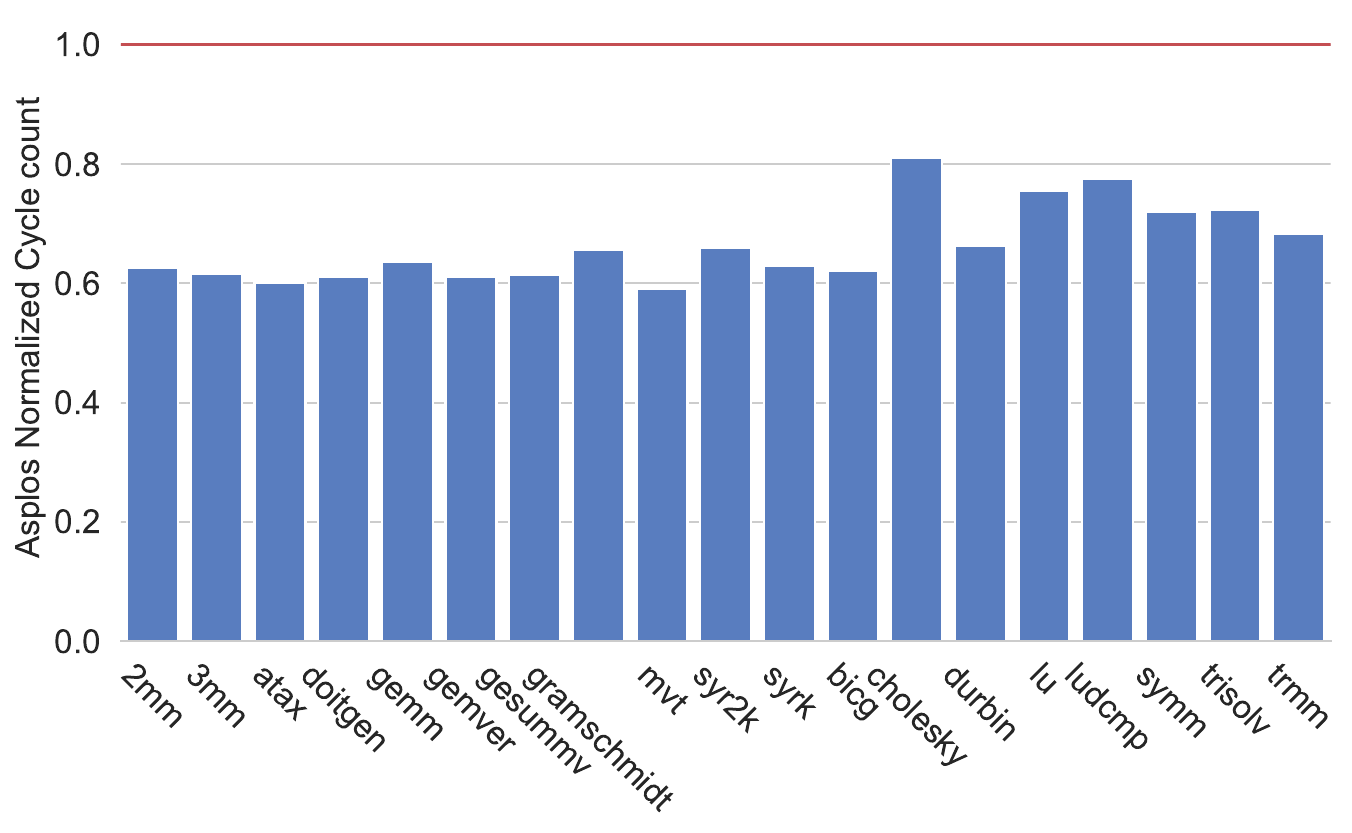 Asplos Normalized Cycle count
1.0
0.8
0.6
0.4
0.2
0.0
2mm
3mm
atax
doitgen
gemm
gemver
gesummv
gramschmidt
mvt
syr2k
syrk
bicg
cholesky
durbin
lu
ludcmp
symm
trisolv
trmm